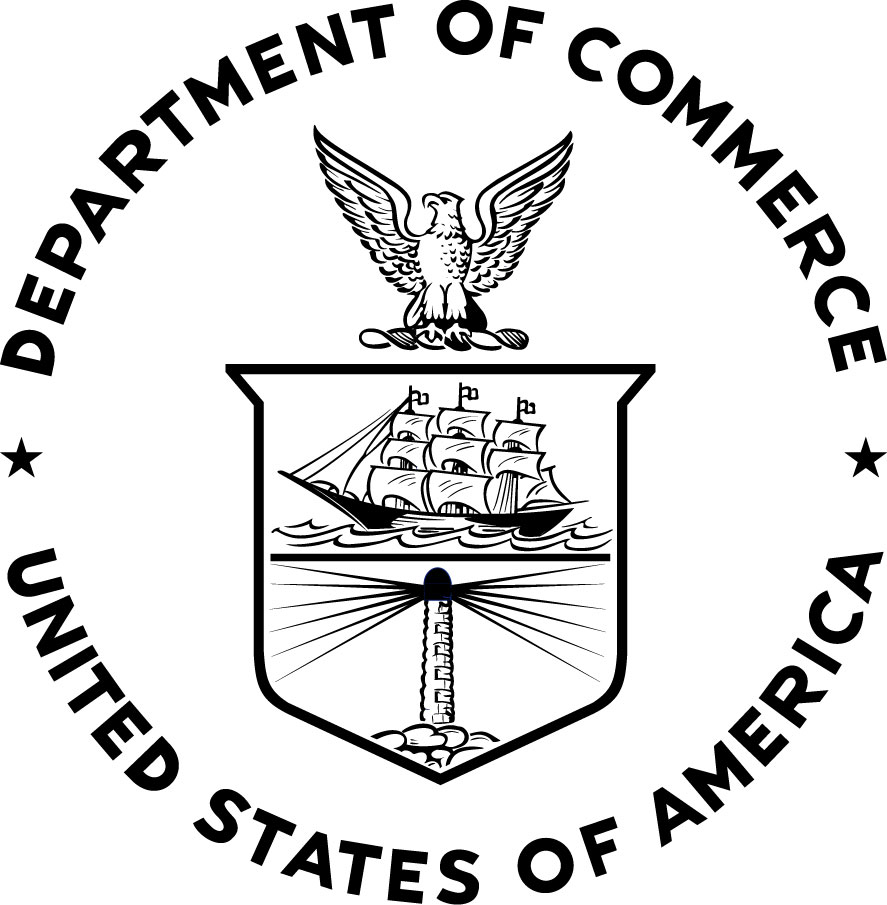 DEPARTMENT OF COMMERCE
UNITED STATES OF AMERICA